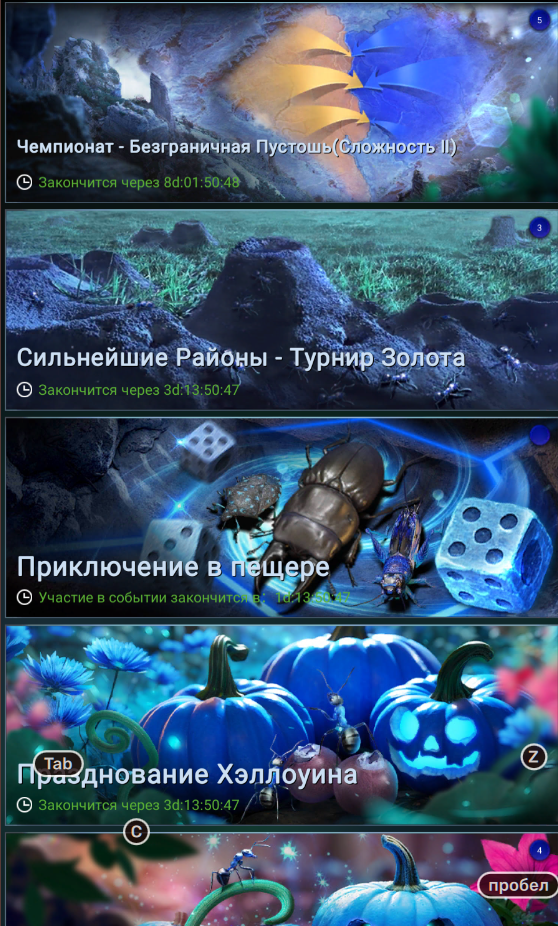 5
Чемпионат - Безграничная Пустошь(Сложность II)
Закончится через 8d:01:50:48
3
Сильнейшие Районы - Турнир Золота
Закончится через 3d:13:50:47
Приключение в пещере
Участие в событии закончится в: 1d:13:50:47
Tab
Z
Празднование Хэллоуина
Закончится через 3d:13:50:47
C
4
пробел